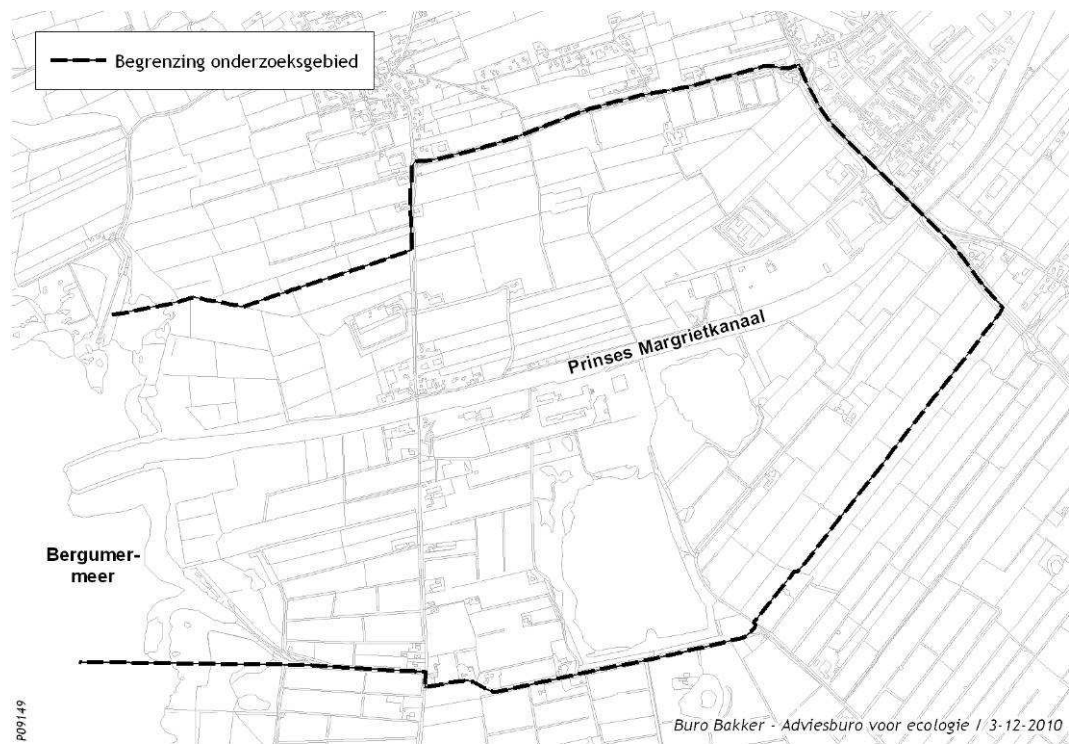 Begrenzing onderzoeksgebied
Prinses Margrietkanaal
Bergumer-
meer
P09149
Buro Bakker - Adviesburo voor ecologie / 3-12-2010